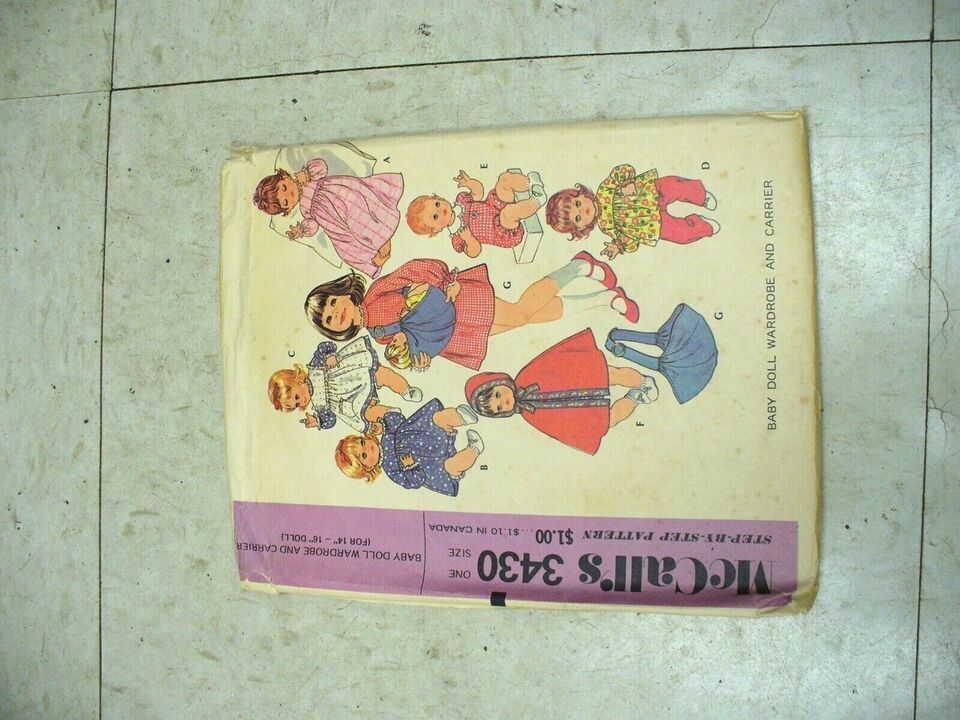 McCall's 3430
ONE SIZE
STEP-BY-STEP PATTERN
$1.00 ...$1.10 IN CANADA
BABY DOLL WARDROBE AND CARRIER
(FOR 14" – 16" DOLL)
A
E
D
C
G
B
F
G
BABY DOLL WARDROBE AND CARRIER